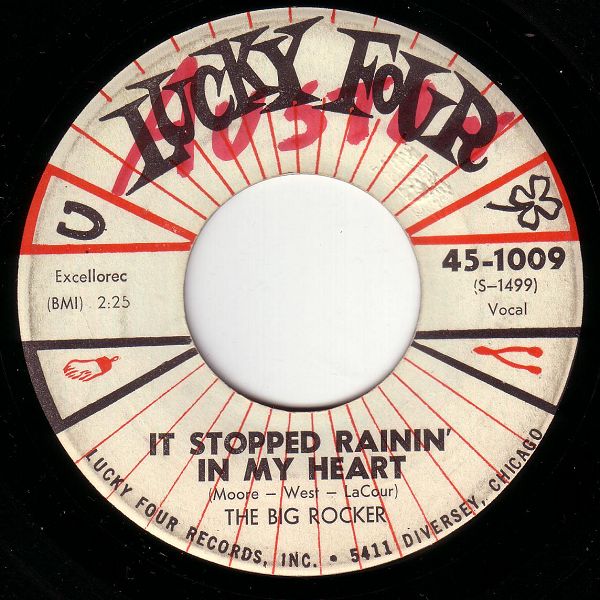 LUCKY FOUR
45-1009
(S-1499)
Vocal
Excellorec
(BMI) 2:25
IT STOPPED RAININ'
IN MY HEART
(Moore - West - LaCour)
THE BIG ROCKER
LUCKY FOUR RECORDS, INC. • 5411 DIVERSEY, CHICAGO